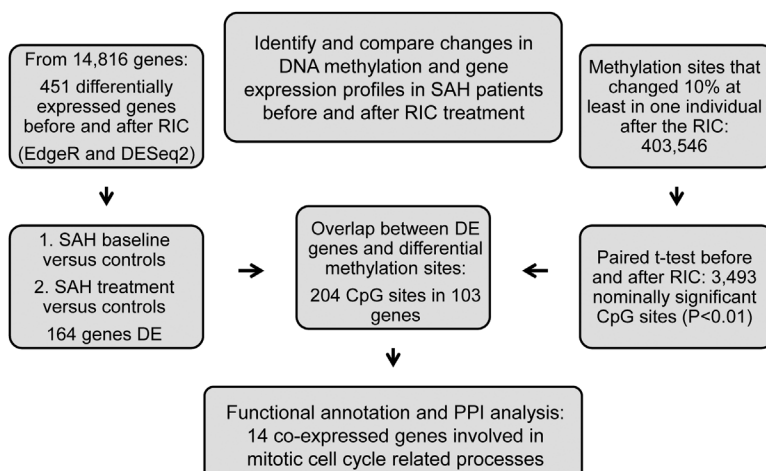 From 14,816 genes:
451 differentially
expressed genes
before and after RIC
(EdgeR and DESeq2)
Identify and compare changes in
DNA methylation and gene
expression profiles in SAH patients
before and after RIC treatment
Methylation sites that
changed 10% at
least in one individual
after the RIC:
403,546
1. SAH baseline
versus controls
2. SAH treatment
versus controls
164 genes DE
Overlap between DE
genes and differential
methylation sites:
204 CpG sites in 103
genes
Paired t-test before
and after RIC: 3,493
nominally significant
CpG sites (P<0.01)
Functional annotation and PPI analysis:
14 co-expressed genes involved in
mitotic cell cycle related processes